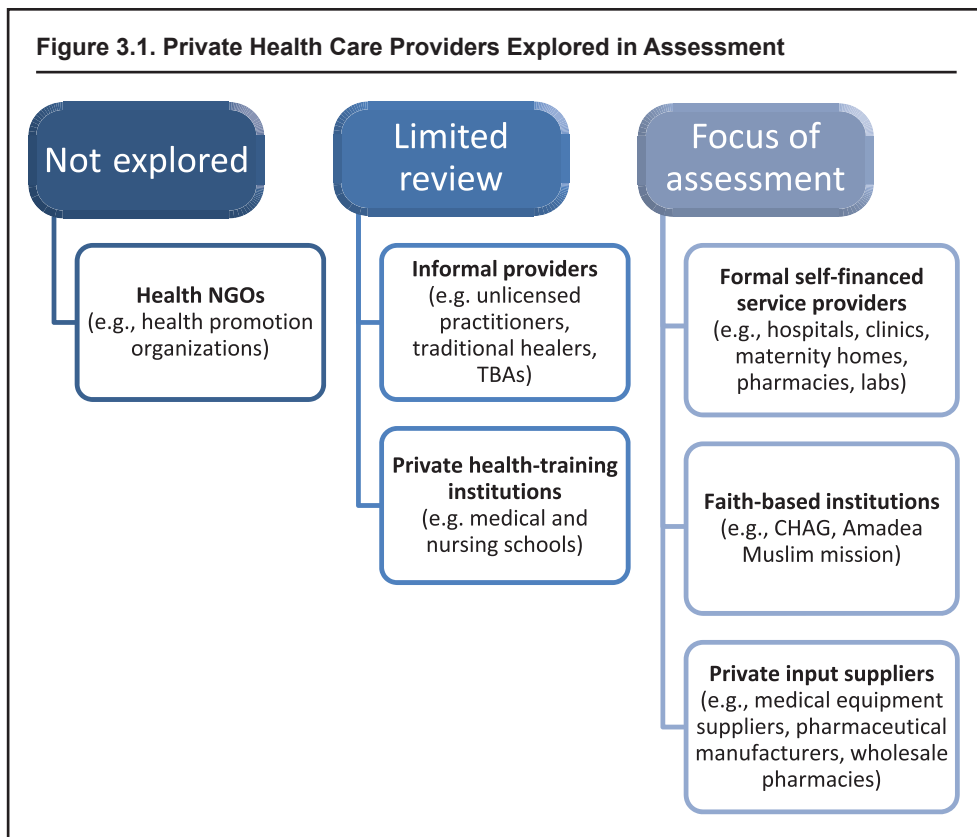 Figure 3.1. Private Health Care Providers Explored in Assessment
Not explored
Health NGOs
(e.g., health promotion
organizations)
Limited
review
Informal providers
(e.g. unlicensed
practitioners,
traditional healers,
TBAs)
Private health-training
institutions
(e.g. medical and
nursing schools)
Focus of
assessment
Formal self-financed
service providers
(e.g., hospitals, clinics,
maternity homes,
pharmacies, labs)
Faith-based institutions
(e.g., CHAG, Amadea
Muslim mission)
Private input suppliers
(e.g., medical equipment
suppliers, pharmaceutical
manufacturers, wholesale
pharmacies)